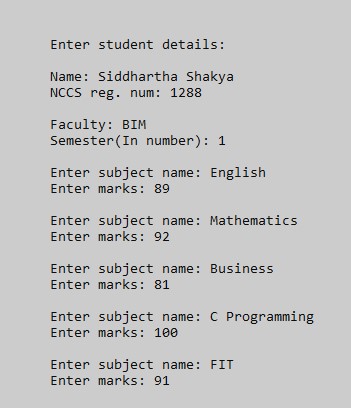 Enter student details:
Name: Siddhartha Shakya
NCCS reg. num: 1288
Faculty: BIM
Semester(In number): 1
Enter subject name: English
Enter marks: 89
Enter subject name: Mathematics
Enter marks: 92
Enter subject name: Business
Enter marks: 81
Enter subject name: C Programming
Enter marks: 100
Enter subject name: FIT
Enter marks: 91